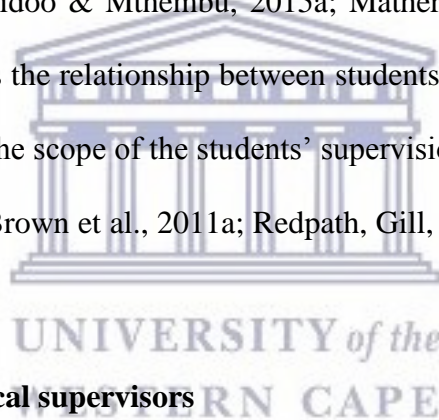 idoo & Mthembu, 2015a; Mather
s the relationship between students
he scope of the students' supervisio
Brown et al., 2011a; Redpath, Gill,
UNIVERSITY of the
cal supervisors
WESTERN CAPE